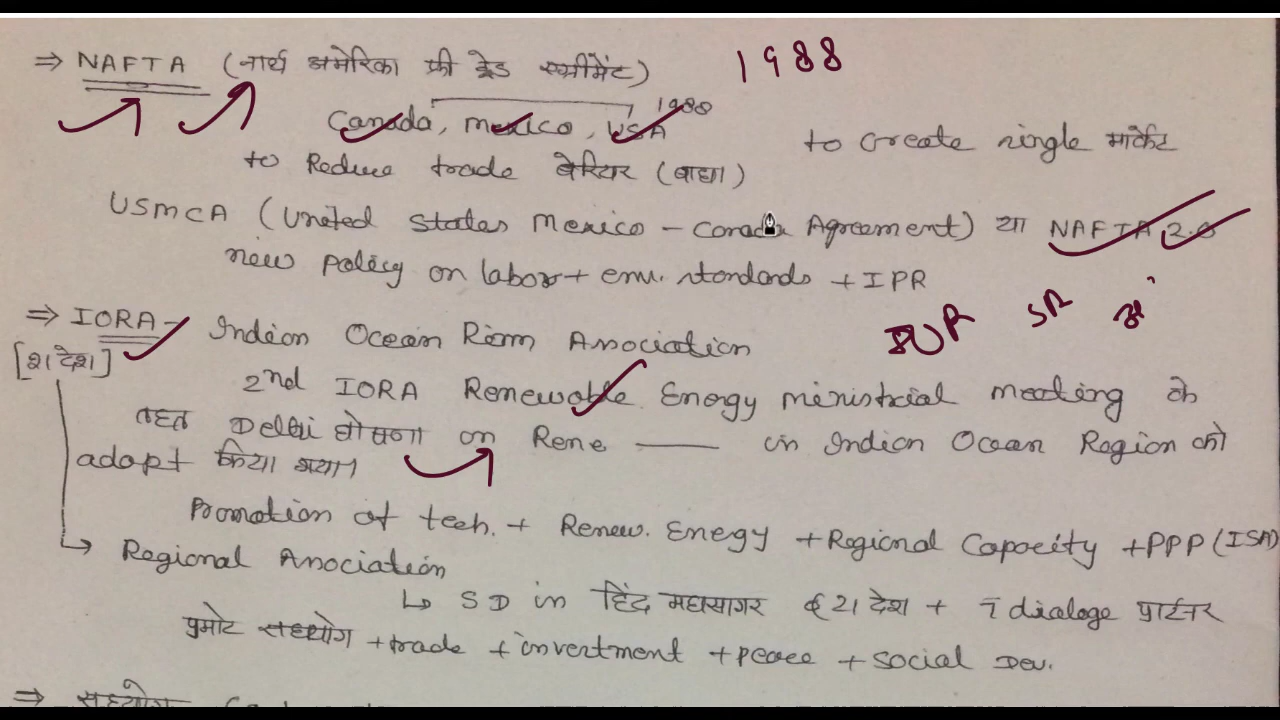 ⇒ NAFTA (नार्थ अमेरिका फ्री ट्रेड एग्रीमेंट) 1988
Canada, mexico, USA 1988
to create single मार्केट
to Reduce trade बेरियर (बाधा)
USMCA (United States Mexico - Canada Agreement) या NAFTA 2.0
new policy on labor + env. standards + IPR
⇒ IORA - Indian Ocean Rim Association
[२१ देश]
2nd IORA Renewable Energy ministrial meeting के
तहत Delhi घोषणा on Rene —— in Indian Ocean Region को
adopt किया गया।
Promotion of tech. + Renew. Energy + Regional Capacity + PPP (ISA)
↳ Regional Association
↳ SD in हिंद महासागर 21 देश + 7 dialoge पार्टनर
प्रमोट सहयोग + trade + investment + peace + social Dev.
⇒ सहयोग